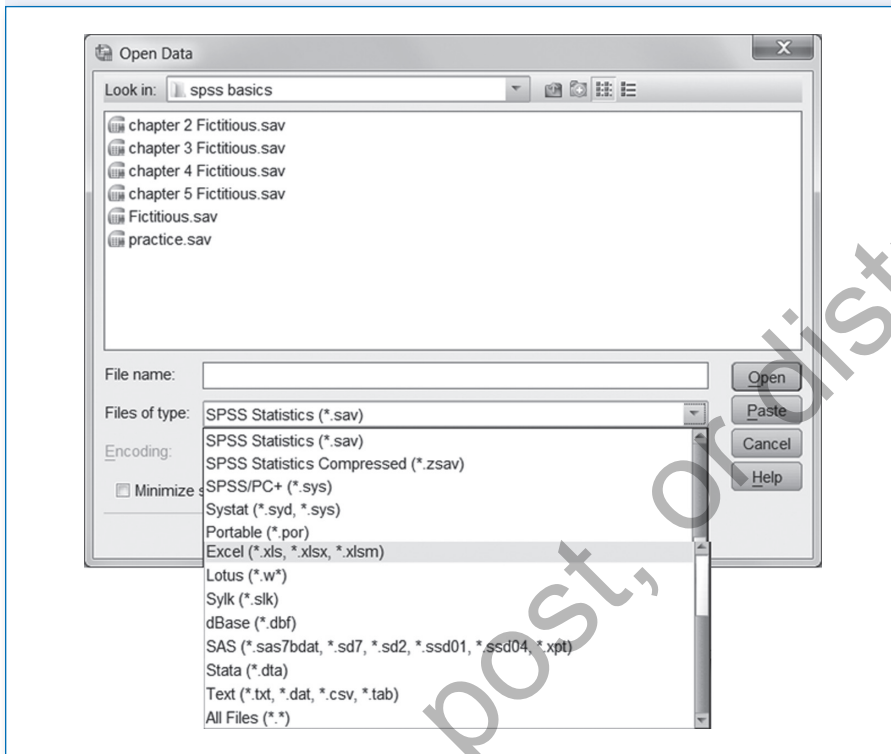 Open Data
X
Look in: spss basics
chapter 2 Fictitious.sav
chapter 3 Fictitious.sav
chapter 4 Fictitious.sav
chapter 5 Fictitious.sav
Fictitious.sav
practice.sav
File name:
Open
Files of type: SPSS Statistics (*.sav)
Paste
Encoding:
SPSS Statistics (*.sav)
Cancel
SPSS Statistics Compressed (*.zsav)
Help
Minimize s
SPSS/PC+ (*.sys)
Systat (*.syd, *.sys)
Portable (*.por)
Excel (*.xls, *.xlsx, *.xlsm)
Lotus (*.w*)
Sylk (*.slk)
dBase (*.dbf)
SAS (*.sas7bdat, *.sd7, *.sd2, *.ssd01, *.ssd04, *.xpt)
Stata (*.dta)
Text (*.txt, *.dat, *.csv, *.tab)
All Files (*.*)
post, or dist